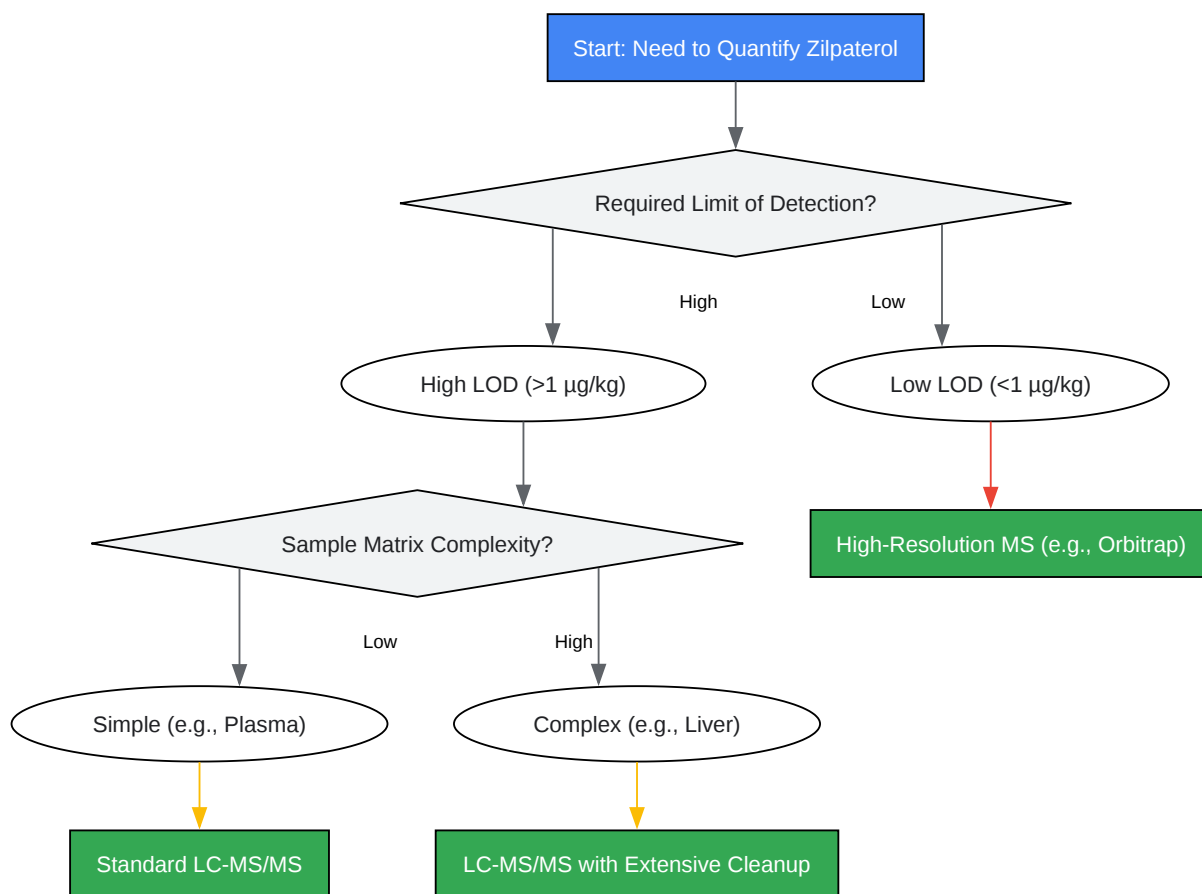 Start: Need to Quantify Zilpaterol
Required Limit of Detection?
High
Low
High LOD (>1 µg/kg)
Low LOD (<1 µg/kg)
Sample Matrix Complexity?
High-Resolution MS (e.g., Orbitrap)
Low
High
Simple (e.g., Plasma)
Complex (e.g., Liver)
Standard LC-MS/MS
LC-MS/MS with Extensive Cleanup